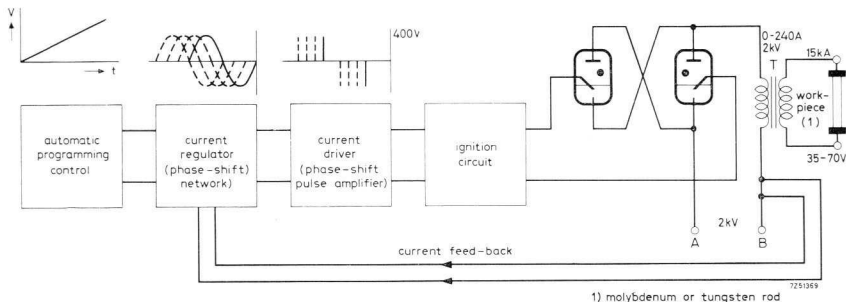 V
t
400V
0-240A
2kV
T
15kA
work-
piece
(1)
35-70V
automatic
programming
control
current
regulator
(phase-shift)
network)
current
driver
(phase-shift
pulse amplifier)
ignition
circuit
A
2kV
B
current feed-back
7Z51369
1) molybdenum or tungsten rod